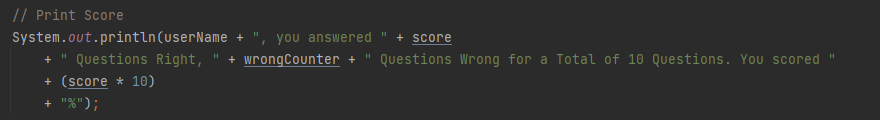 // Print Score
System.out.println(userName + ", you answered " + score
+ " Questions Right, " + wrongCounter + " Questions Wrong for a Total of 10 Questions. You scored "
+ (score * 10)
+ "%");